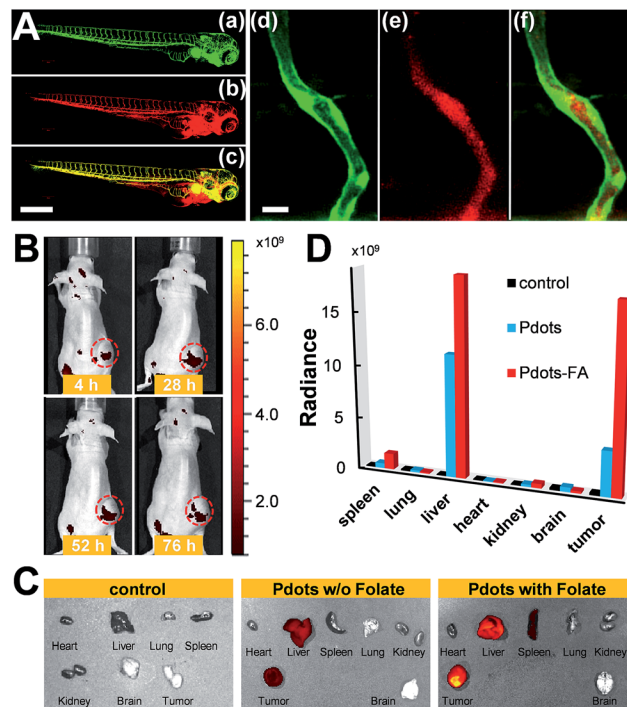 A
(a)
(b)
(c)
(d)
(e)
(f)
B
4 h
28 h
52 h
76 h
x10⁹
8.0
6.0
4.0
2.0
D
x10⁹
Radiance
15
10
5
0
control
Pdots
Pdots-FA
spleen
lung
liver
heart
kidney
brain
tumor
C
control
Heart
Liver
Lung
Spleen
Kidney
Brain
Tumor
Pdots w/o Folate
Heart
Liver
Spleen
Lung
Kidney
Tumor
Brain
Pdots with Folate
Heart
Liver
Spleen
Lung
Kidney
Tumor
Brain